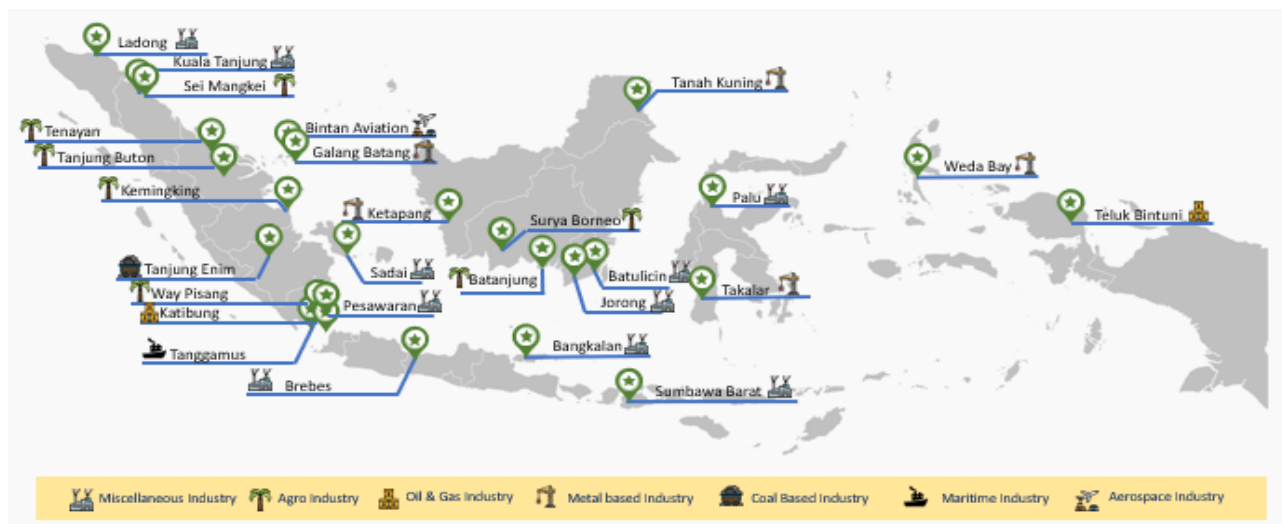 Ladong
Kuala Tanjung
Sei Mangkei
Tanah Kuning
Tenayan
Bintan Aviation
Tanjung Buton
Galang Batang
Weda Bay
Kemingking
Palu
Ketapang
Surya Borneo
Teluk Bintuni
Tanjung Enim
Sadai
Batanjung
Batulicin
Takalar
Way Pisang
Pesawaran
Jorong
Katibung
Tanggamus
Bangkalan
Brebes
Sumbawa Barat
Miscellaneous Industry
Agro Industry
Oil & Gas Industry
Metal based Industry
Coal Based Industry
Maritime Industry
Aerospace Industry